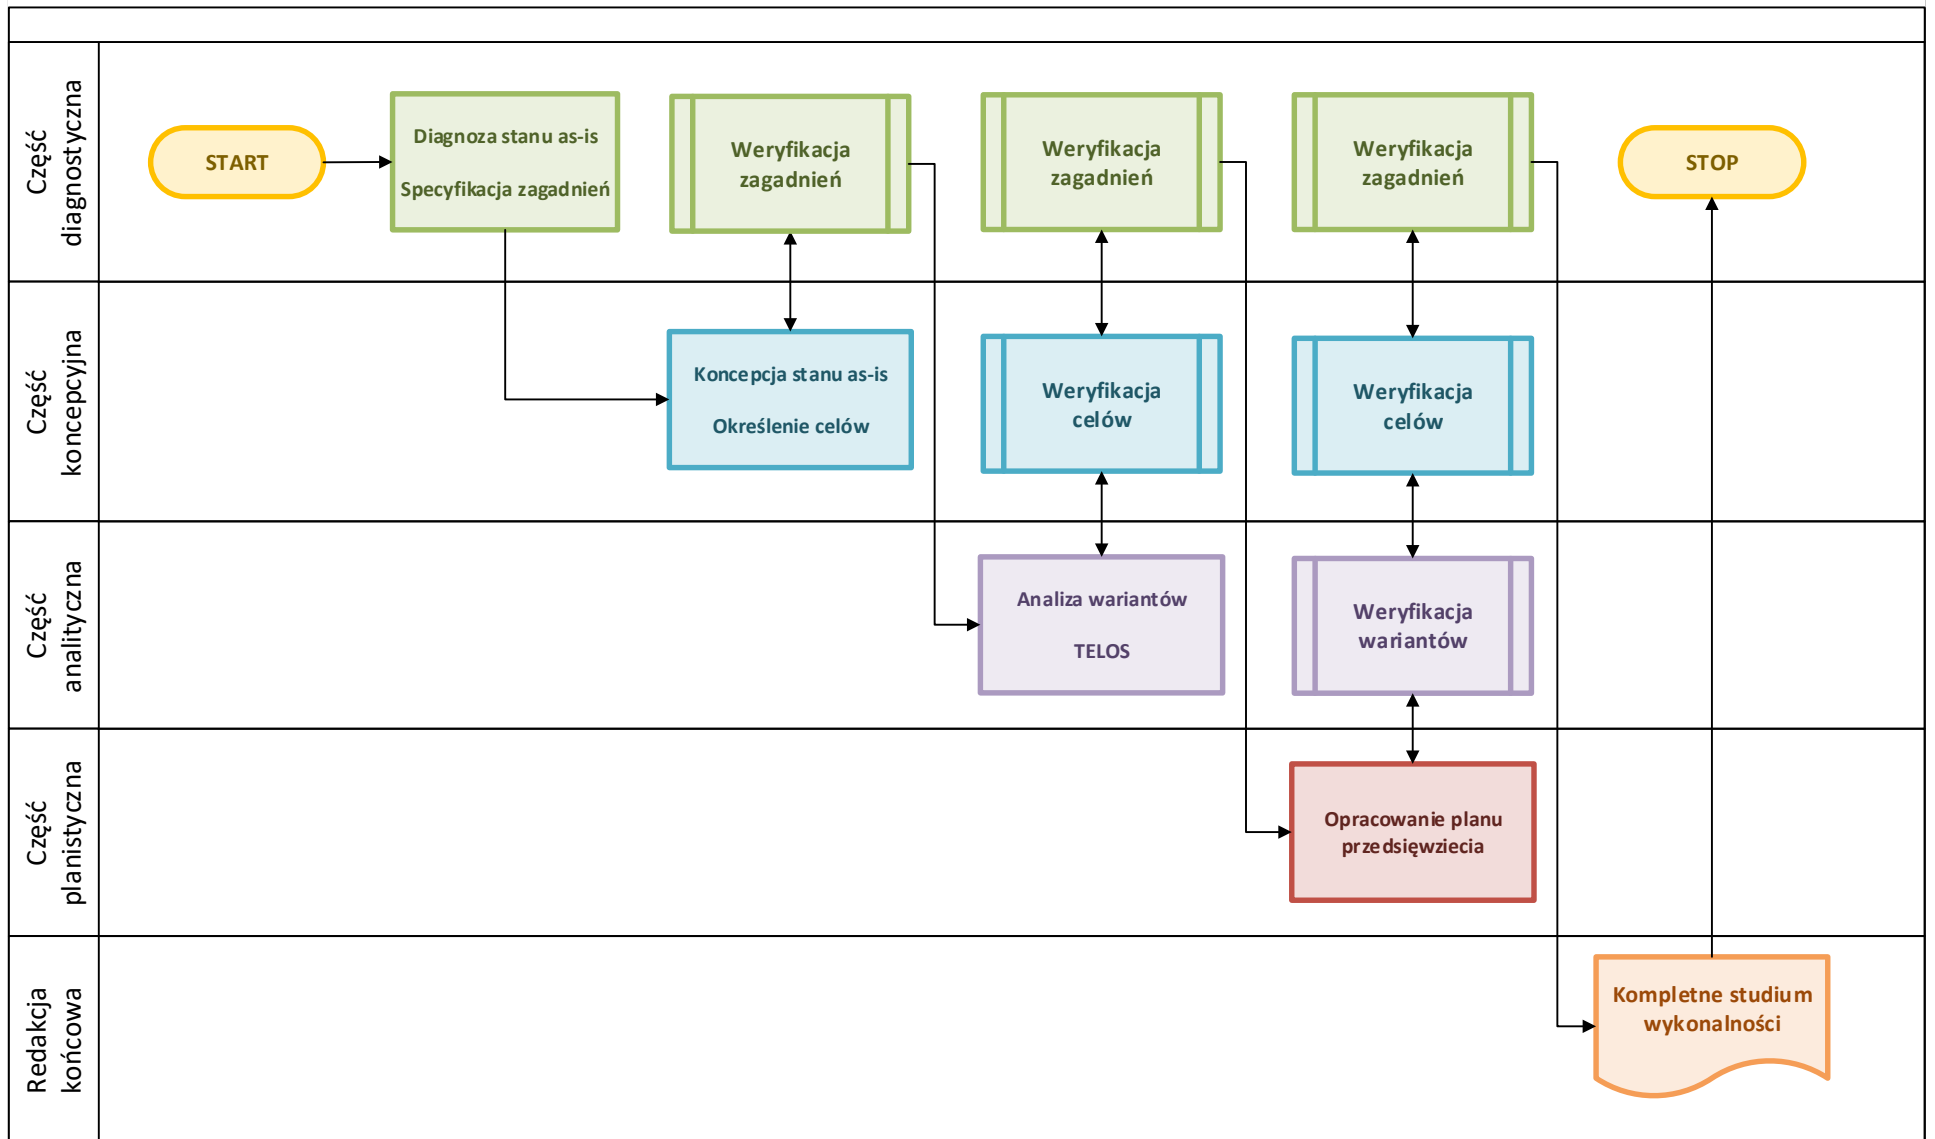 Część
diagnostyczna
START
Diagnoza stanu as-is
Specyfikacja zagadnień
Weryfikacja
zagadnień
Weryfikacja
zagadnień
Weryfikacja
zagadnień
STOP
Część
koncepcyjna
Koncepcja stanu as-is
Określenie celów
Weryfikacja
celów
Weryfikacja
celów
Część
analityczna
Analiza wariantów
TELOS
Weryfikacja
wariantów
Część
planistyczna
Opracowanie planu
przedsięwziecia
Redakcja
końcowa
Kompletne studium
wykonalności